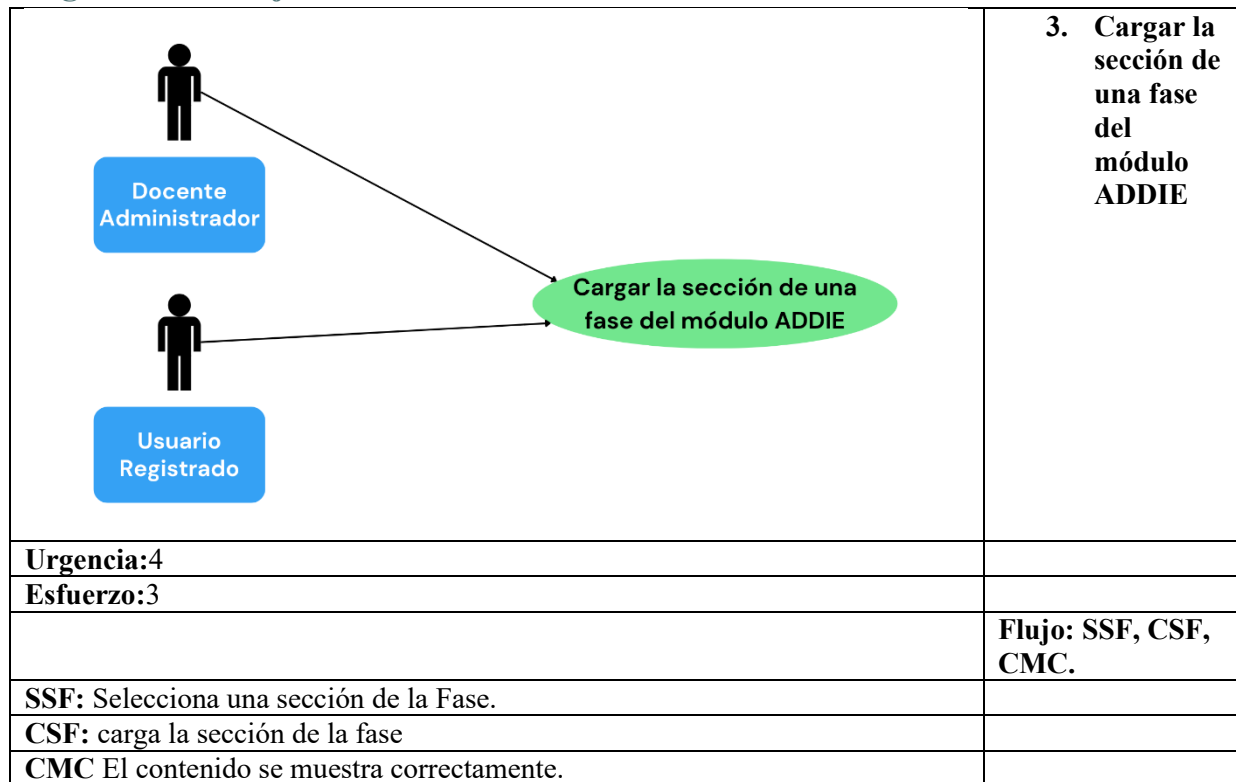 3. Cargar la
sección de
una fase
del
módulo
ADDIE
Docente
Administrador
Cargar la sección de una
fase del módulo ADDIE
Usuario
Registrado
Urgencia:4
Esfuerzo:3
Flujo: SSF, CSF,
CMC.
SSF: Selecciona una sección de la Fase.
CSF: carga la sección de la fase
CMC El contenido se muestra correctamente.